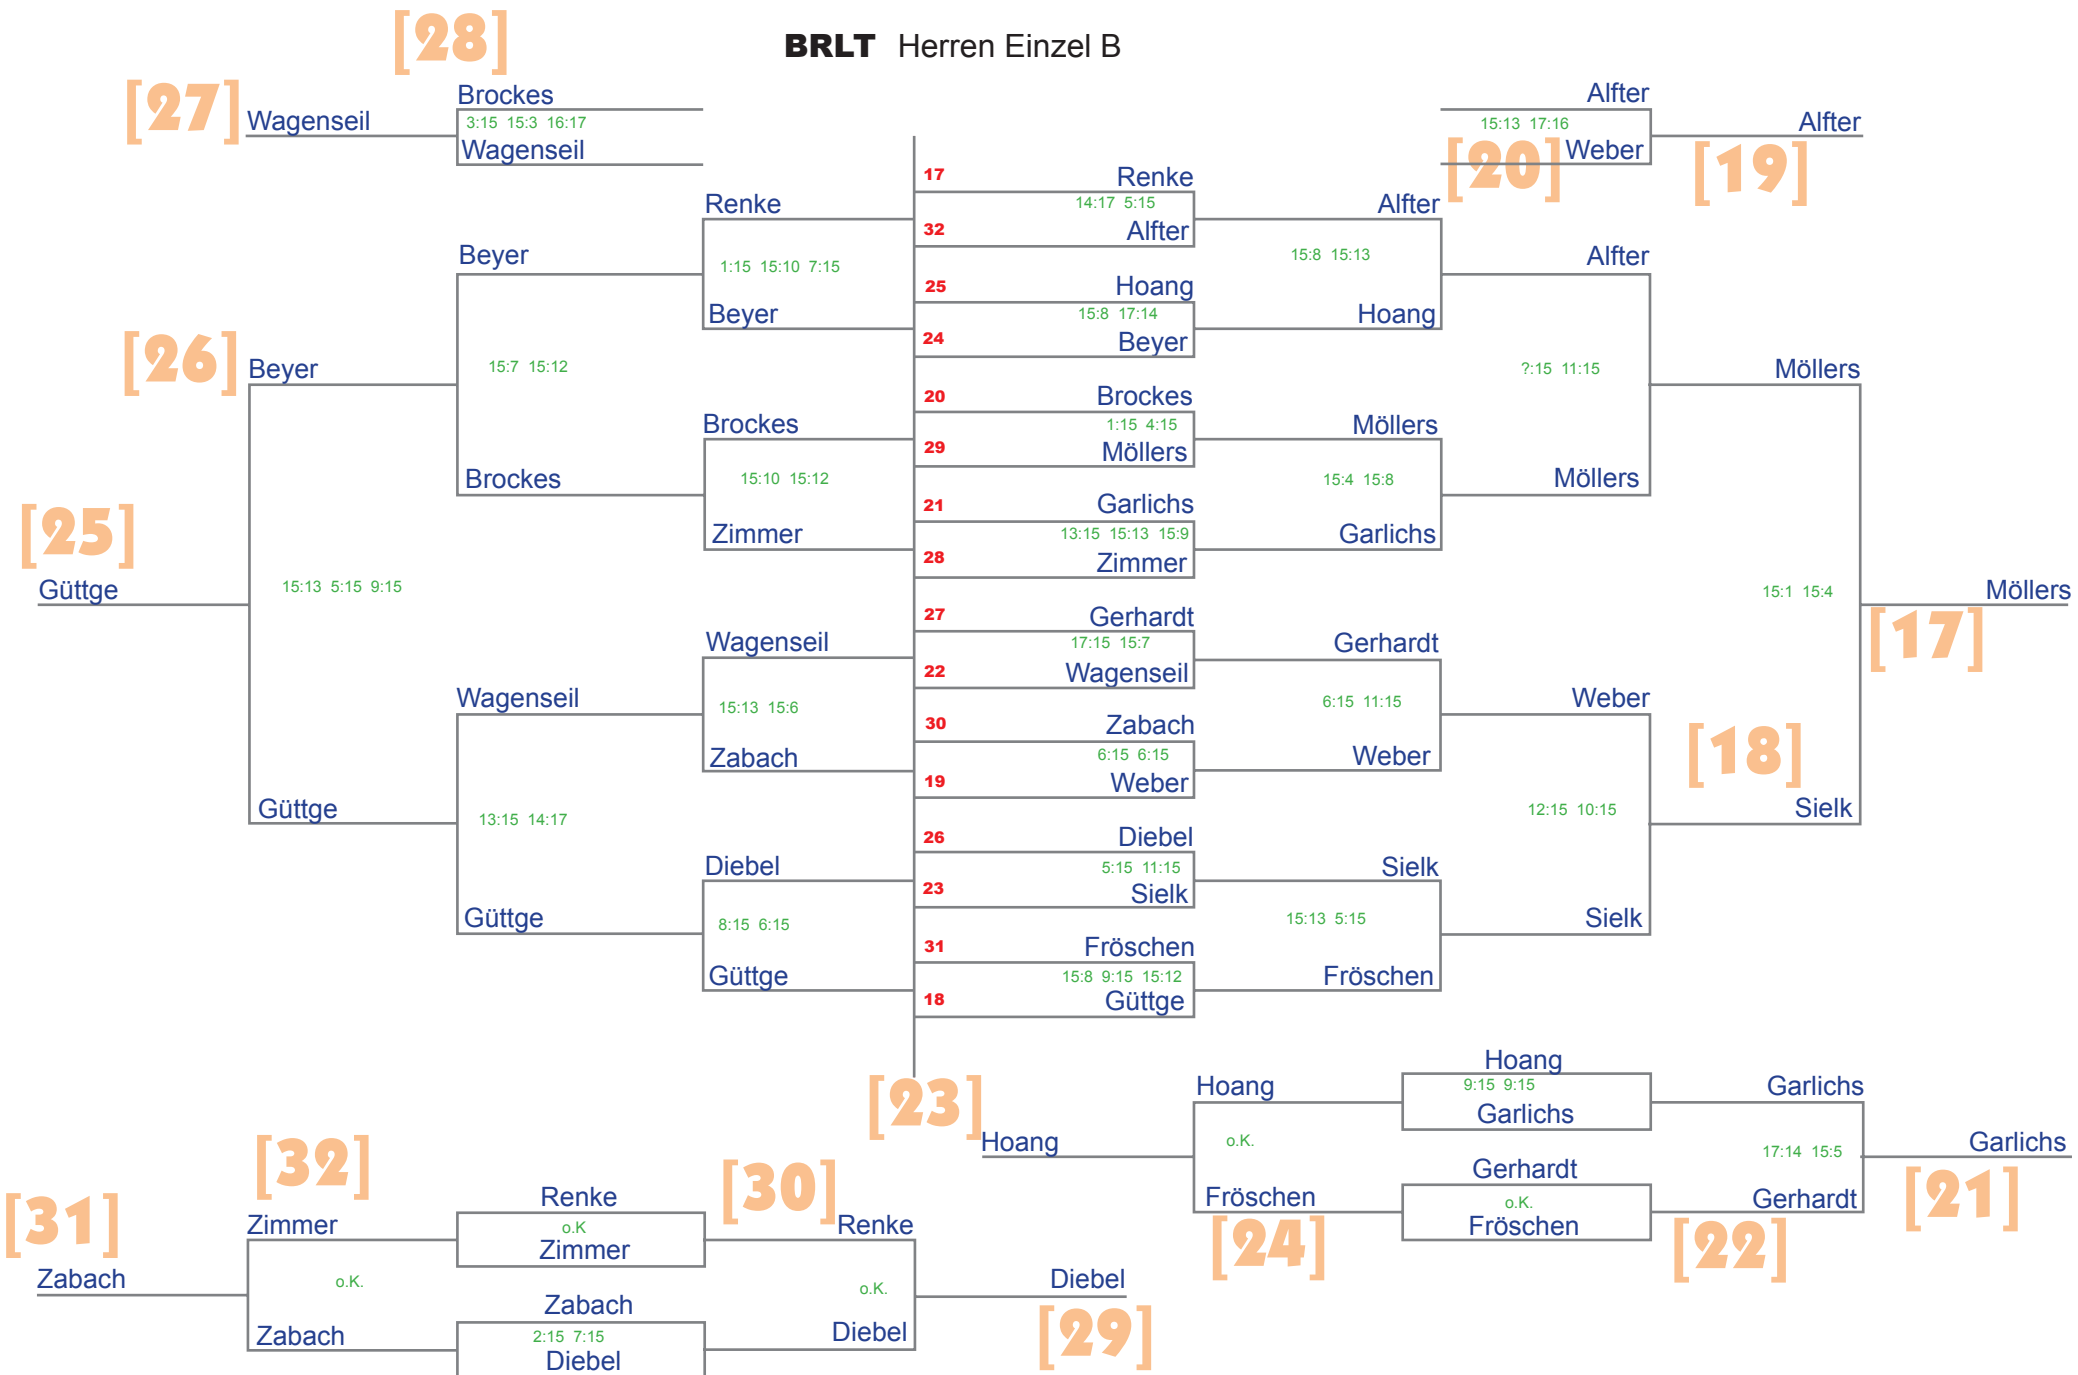 [28]
BRLT Herren Einzel B
[27]
Wagenseil
Brockes
3:15 15:3 16:17
Wagenseil
Alfter
15:13 17:16
Weber
Alfter
[20]
[19]
17
Renke
14:17 5:15
32
Alfter
25
Hoang
15:8 17:14
24
Beyer
20
Brockes
1:15 4:15
29
Möllers
21
Garlichs
13:15 15:13 15:9
28
Zimmer
27
Gerhardt
17:15 15:7
22
Wagenseil
30
Zabach
6:15 6:15
19
Weber
26
Diebel
5:15 11:15
23
Sielk
31
Fröschen
15:8 9:15 15:12
18
Güttge
Alfter
15:8 15:13
Hoang
Möllers
15:4 15:8
Garlichs
Gerhardt
6:15 11:15
Weber
Sielk
15:13 5:15
Fröschen
Alfter
?:15 11:15
Möllers
Weber
12:15 10:15
Sielk
Möllers
15:1 15:4
[18]
Sielk
Möllers
[17]
Renke
1:15 15:10 7:15
Beyer
Brockes
15:10 15:12
Zimmer
Wagenseil
15:13 15:6
Zabach
Diebel
8:15 6:15
Güttge
Beyer
15:7 15:12
Brockes
Wagenseil
13:15 14:17
Güttge
[26]
Beyer
15:13 5:15 9:15
Güttge
[25]
Güttge
[23]
Hoang
Hoang
o.K.
Fröschen
[24]
Hoang
9:15 9:15
Garlichs
Gerhardt
o.K.
Fröschen
Garlichs
17:14 15:5
Gerhardt
[22]
Garlichs
[21]
[32]
[31]
Zabach
Zimmer
o.K.
Zabach
Renke
o.K
Zimmer
Zabach
2:15 7:15
Diebel
[30]
Renke
o.K.
Diebel
Diebel
[29]